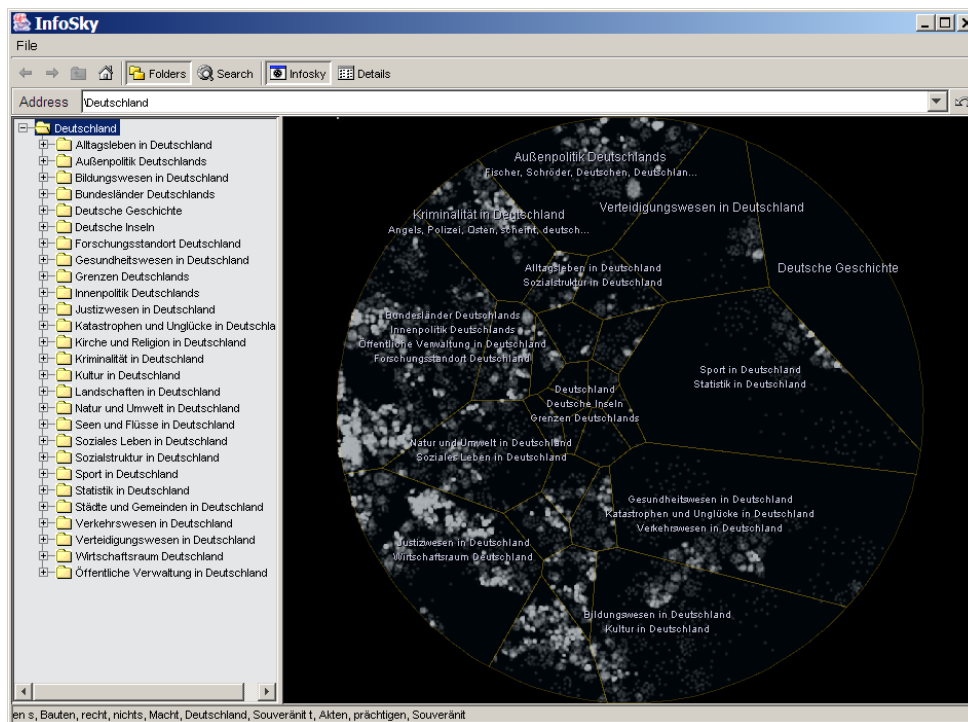 InfoSky
File
Folders Search Infosky Details
Address \Deutschland
Deutschland
Alltagsleben in Deutschland
Außenpolitik Deutschlands
Bildungswesen in Deutschland
Bundesländer Deutschlands
Deutsche Geschichte
Deutsche Inseln
Forschungsstandort Deutschland
Gesundheitswesen in Deutschland
Grenzen Deutschlands
Innenpolitik Deutschlands
Justizwesen in Deutschland
Katastrophen und Unglücke in Deutschla
Kirche und Religion in Deutschland
Kriminalität in Deutschland
Kultur in Deutschland
Landschaften in Deutschland
Natur und Umwelt in Deutschland
Seen und Flüsse in Deutschland
Soziales Leben in Deutschland
Sozialstruktur in Deutschland
Sport in Deutschland
Statistik in Deutschland
Städte und Gemeinden in Deutschland
Verkehrswesen in Deutschland
Verteidigungswesen in Deutschland
Wirtschaftsraum Deutschland
Öffentliche Verwaltung in Deutschland
Außenpolitik Deutschlands
Fischer, Schröder, Deutschen, Deutschlan...
Verteidigungswesen in Deutschland
Kriminalität in Deutschland
Angels, Polizei, Osten, scheint, deutsch...
Alltagsleben in Deutschland
Sozialstruktur in Deutschland
Deutsche Geschichte
Bundesländer Deutschlands
Innenpolitik Deutschlands
Öffentliche Verwaltung in Deutschland
Forschungsstandort Deutschland
Sport in Deutschland
Statistik in Deutschland
Deutschland
Deutsche Inseln
Grenzen Deutschlands
Natur und Umwelt in Deutschland
Soziales Leben in Deutschland
Gesundheitswesen in Deutschland
Katastrophen und Unglücke in Deutschland
Verkehrswesen in Deutschland
Justizwesen in Deutschland
Wirtschaftsraum Deutschland
Bildungswesen in Deutschland
Kultur in Deutschland
en s, Bauten, recht, nichts, Macht, Deutschland, Souveränit t, Akten, prächtigen, Souveränit